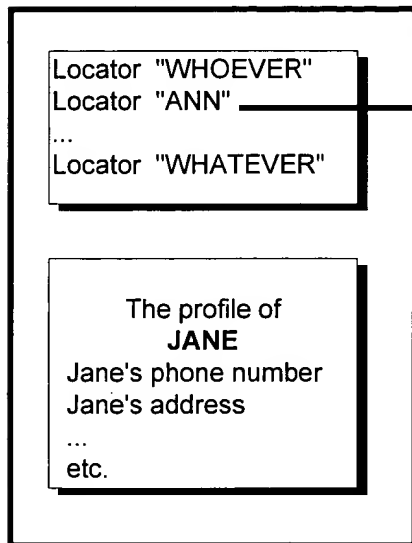 Locator "WHOEVER"
Locator "ANN"
...
Locator "WHATEVER"
The profile of
JANE
Jane's phone number
Jane's address
...
etc.